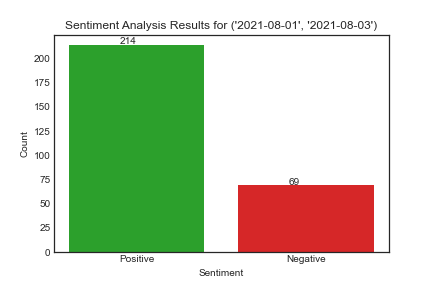 Sentiment Analysis Results for ('2021-08-01', '2021-08-03')
214
200
175
150
125
100
75
69
50
25
0
Count
Positive
Negative
Sentiment